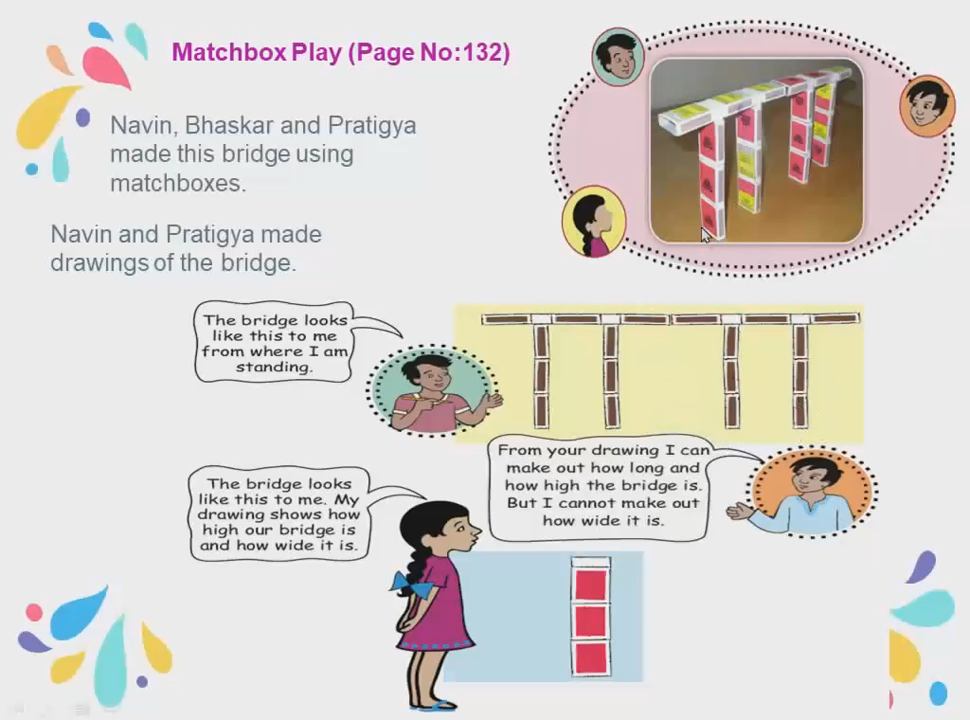 Matchbox Play (Page No:132)
Navin, Bhaskar and Pratigya
made this bridge using
matchboxes.
Navin and Pratigya made
drawings of the bridge.
The bridge looks
like this to me
from where I am
standing.
From your drawing I can
make out how long and
how high the bridge is.
But I cannot make out
how wide it is.
The bridge looks
like this to me. My
drawing shows how
high our bridge is
and how wide it is.